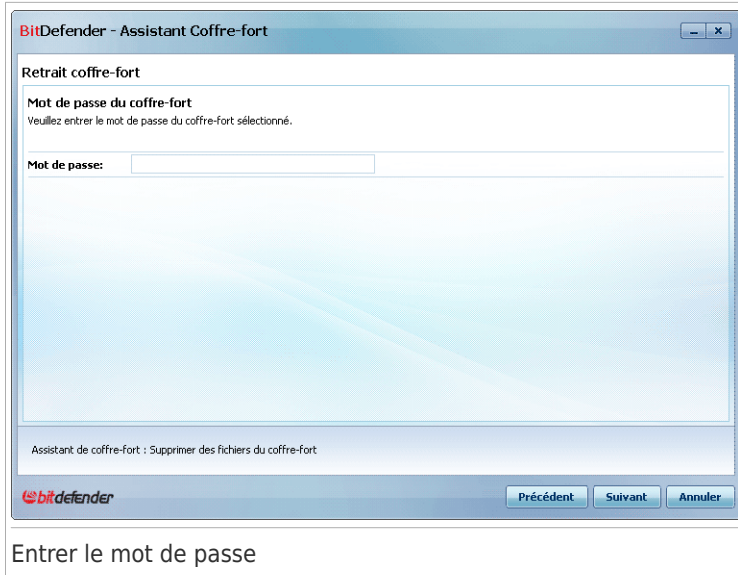 BitDefender - Assistant Coffre-fort
Retrait coffre-fort
Mot de passe du coffre-fort
Veuillez entrer le mot de passe du coffre-fort sélectionné.
Mot de passe:
Assistant de coffre-fort : Supprimer des fichiers du coffre-fort
bitdefender
Précédent Suivant Annuler
Entrer le mot de passe